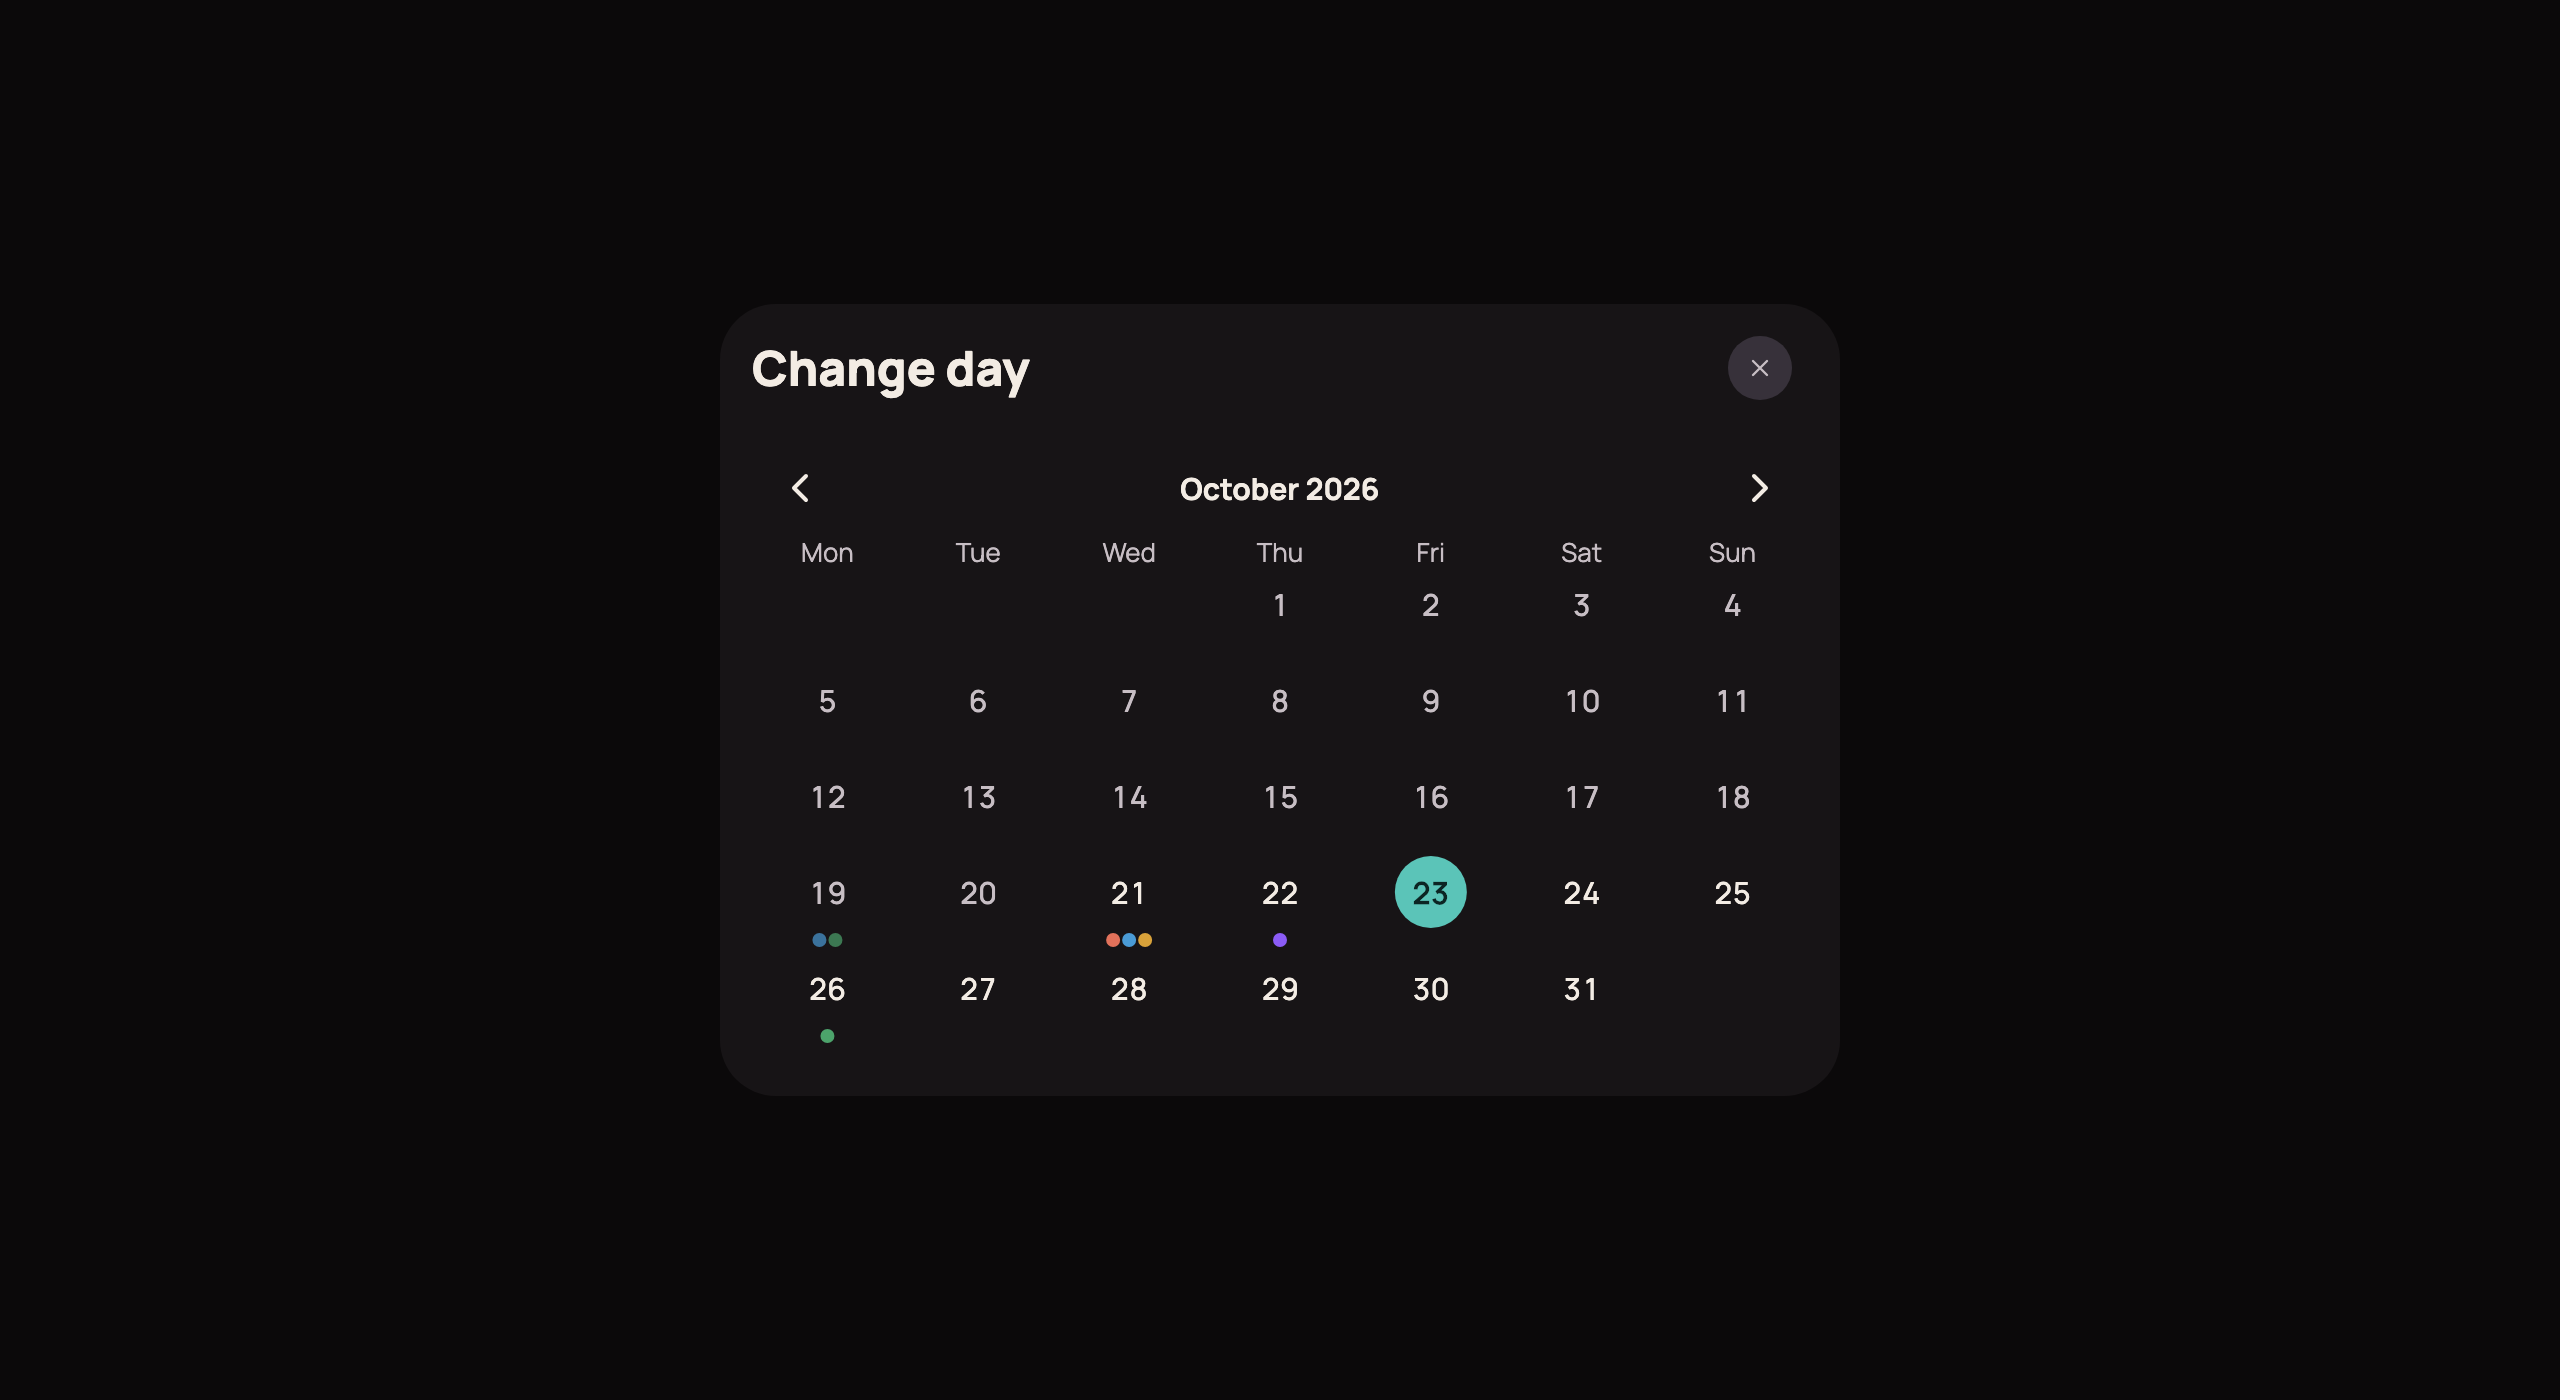 Change day
October 2026
Mon Tue Wed Thu Fri Sat Sun
1 2 3 4
5 6 7 8 9 10 11
12 13 14 15 16 17 18
19 20 21 22 23 24 25
26 27 28 29 30 31